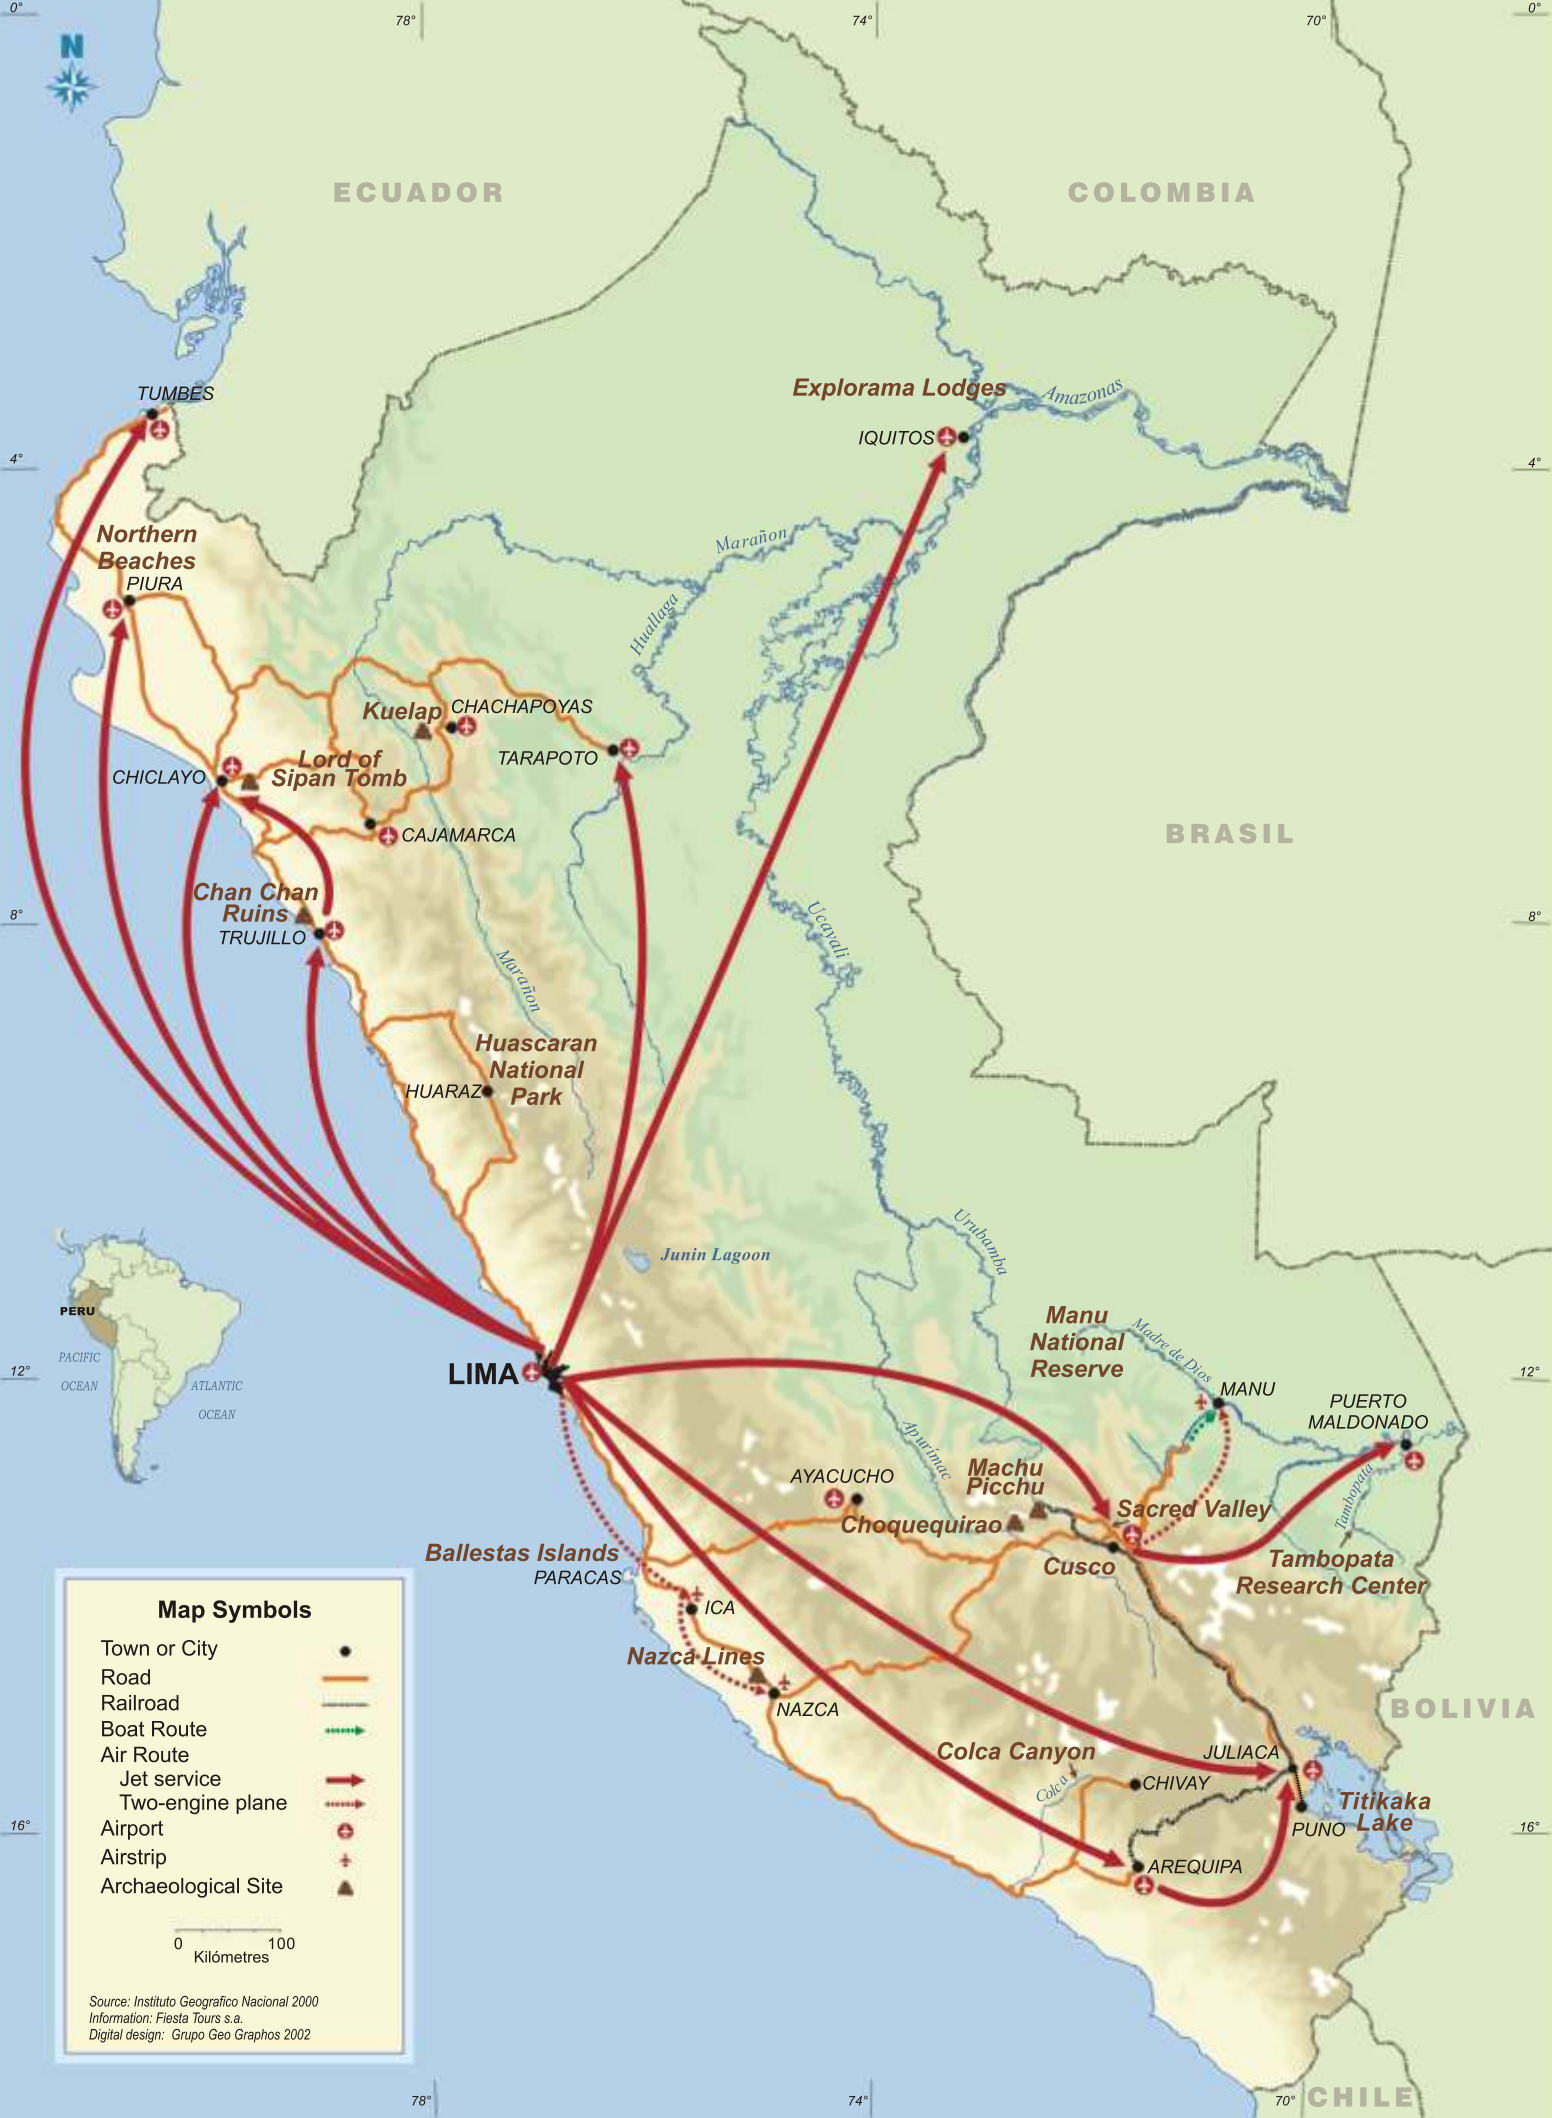 0°
78°
74°
70°
0°
N
ECUADOR
COLOMBIA
TUMBES
Explorama Lodges
Amazonas
IQUITOS
4°
4°
Northern
Beaches
PIURA
Marañon
Huallaga
Kuelap
CHACHAPOYAS
TARAPOTO
Lord of
Sipan Tomb
CHICLAYO
CAJAMARCA
BRASIL
Chan Chan
Ruins
TRUJILLO
8°
8°
Ucayali
Marañon
Huascaran
National
Park
HUARAZ
Urubamba
Junin Lagoon
PERU
PACIFIC
OCEAN
ATLANTIC
OCEAN
Manu
National
Reserve
Madre de Dios
12°
12°
LIMA
MANU
PUERTO
MALDONADO
Apurimac
AYACUCHO
Machu
Picchu
Choquequirao
Sacred Valley
Tambopata
Cusco
Tambopata
Research Center
Ballestas Islands
PARACAS
ICA
Nazca Lines
NAZCA
BOLIVIA
Colca Canyon
Colca
CHIVAY
JULIACA
Titikaka
Lake
PUNO
16°
16°
AREQUIPA
Map Symbols
Town or City
Road
Railroad
Boat Route
Air Route
Jet service
Two-engine plane
Airport
Airstrip
Archaeological Site
0 100
Kilómetres
Source: Instituto Geografico Nacional 2000
Information: Fiesta Tours s.a.
Digital design: Grupo Geo Graphos 2002
78°
74°
70°
CHILE